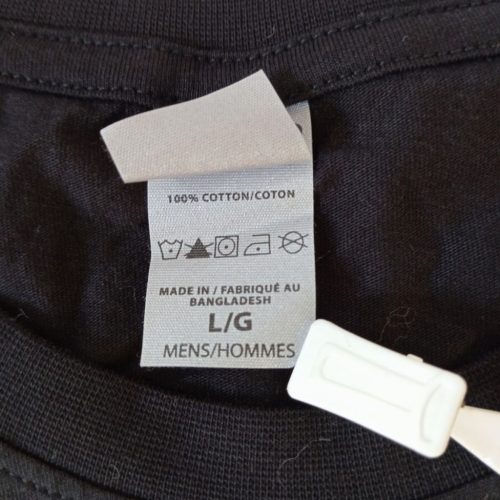 100% COTTON/COTON
MADE IN / FABRIQUÉ AU
BANGLADESH
L/G
MENS/HOMMES